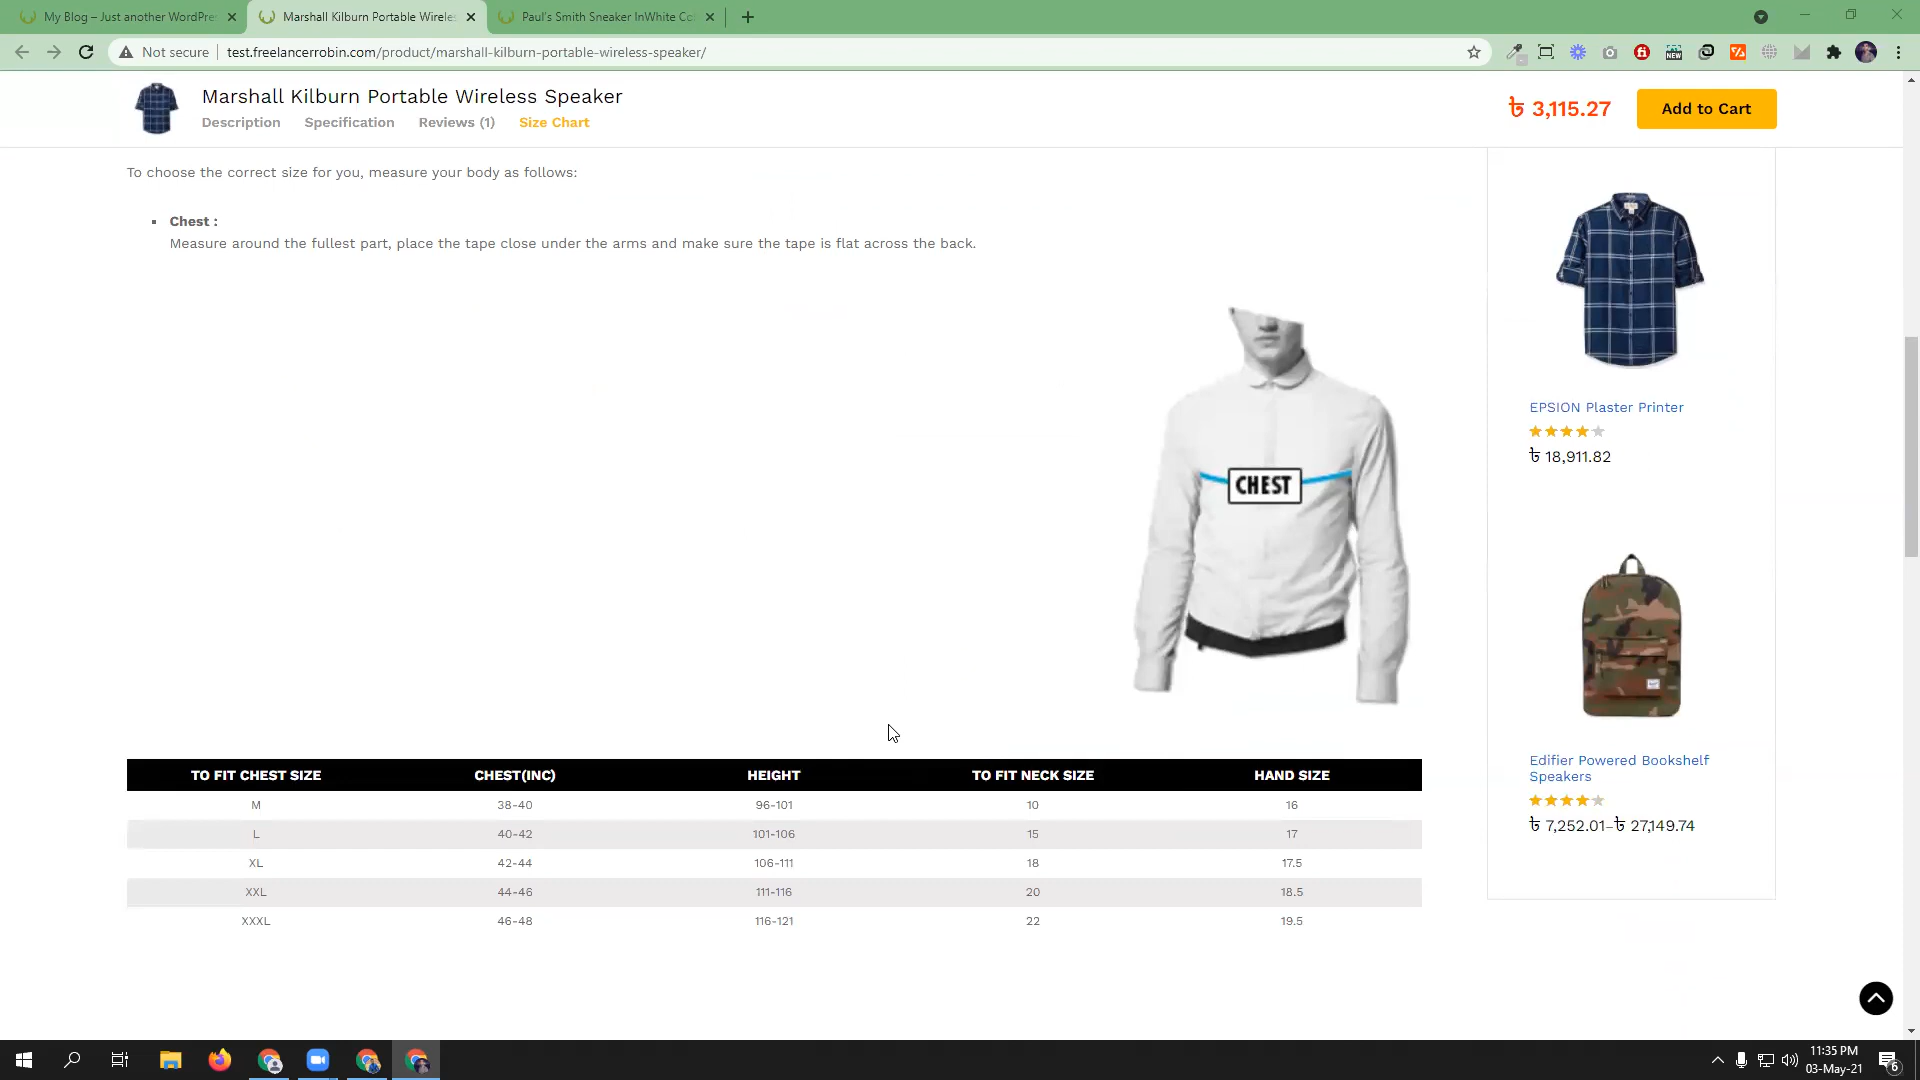 My Blog – Just another WordPre
Marshall Kilburn Portable Wireles
Paul's Smith Sneaker InWhite Co
Not secure
test.freelancerrobin.com/product/marshall-kilburn-portable-wireless-speaker/
Marshall Kilburn Portable Wireless Speaker
Description Specification Reviews (1) Size Chart
৳ 3,115.27
Add to Cart
To choose the correct size for you, measure your body as follows:
Chest :
Measure around the fullest part, place the tape close under the arms and make sure the tape is flat across the back.
CHEST
EPSION Plaster Printer
৳ 18,911.82
Edifier Powered Bookshelf
Speakers
৳ 7,252.01–৳ 27,149.74
TO FIT CHEST SIZE CHEST(INC) HEIGHT TO FIT NECK SIZE HAND SIZE
M 38-40 96-101 10 16
L 40-42 101-106 15 17
XL 42-44 106-111 18 17.5
XXL 44-46 111-116 20 18.5
XXXL 46-48 116-121 22 19.5
11:35 PM
03-May-21
6